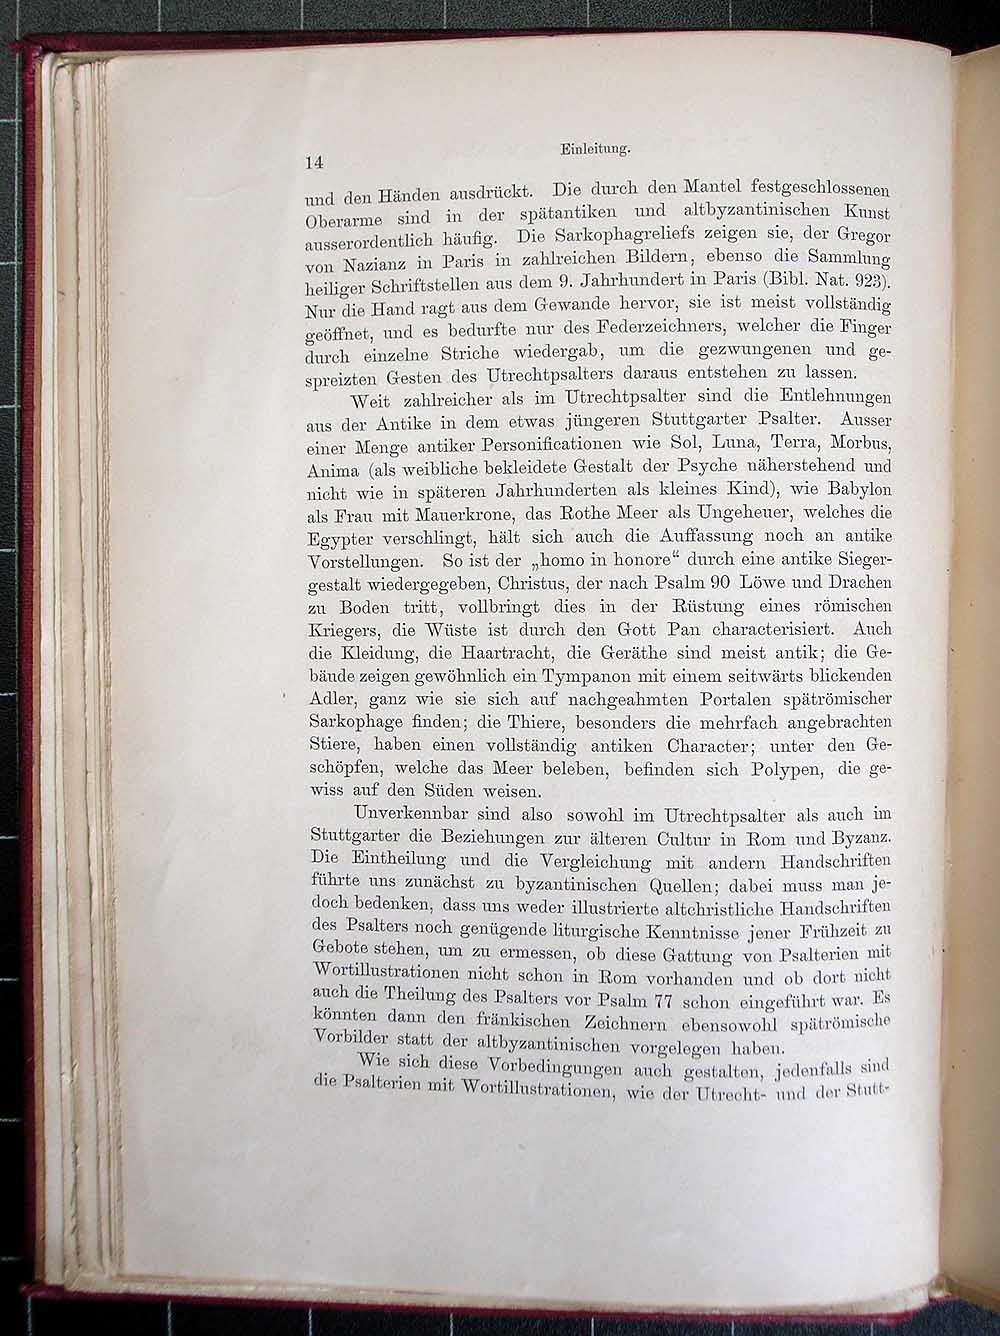 14
Einleitung.
und den Händen ausdrückt. Die durch den Mantel festgeschlossenen
Oberarme sind in der spätantiken und altbyzantinischen Kunst
ausserordentlich häufig. Die Sarkophagreliefs zeigen sie, der Gregor
von Nazianz in Paris in zahlreichen Bildern, ebenso die Sammlung
heiliger Schriftstellen aus dem 9. Jahrhundert in Paris (Bibl. Nat. 923).
Nur die Hand ragt aus dem Gewande hervor, sie ist meist vollständig
geöffnet, und es bedurfte nur des Federzeichners, welcher die Finger
durch einzelne Striche wiedergab, um die gezwungenen und ge-
spreizten Gesten des Utrechtpsalters daraus entstehen zu lassen.
Weit zahlreicher als im Utrechtpsalter sind die Entlehnungen
aus der Antike in dem etwas jüngeren Stuttgarter Psalter. Ausser
einer Menge antiker Personificationen wie Sol, Luna, Terra, Morbus,
Anima (als weibliche bekleidete Gestalt der Psyche näherstehend und
nicht wie in späteren Jahrhunderten als kleines Kind), wie Babylon
als Frau mit Mauerkrone, das Rothe Meer als Ungeheuer, welches die
Egypter verschlingt, hält sich auch die Auffassung noch an antike
Vorstellungen. So ist der „homo in honore“ durch eine antike Sieger-
gestalt wiedergegeben, Christus, der nach Psalm 90 Löwe und Drachen
zu Boden tritt, vollbringt dies in der Rüstung eines römischen
Kriegers, die Wüste ist durch den Gott Pan characterisiert. Auch
die Kleidung, die Haartracht, die Geräthe sind meist antik; die Ge-
bäude zeigen gewöhnlich ein Tympanon mit einem seitwärts blickenden
Adler, ganz wie sie sich auf nachgeahmten Portalen spätrömischer
Sarkophage finden; die Thiere, besonders die mehrfach angebrachten
Stiere, haben einen vollständig antiken Character; unter den Ge-
schöpfen, welche das Meer beleben, befinden sich Polypen, die ge-
wiss auf den Süden weisen.
Unverkennbar sind also sowohl im Utrechtpsalter als auch im
Stuttgarter die Beziehungen zur älteren Cultur in Rom und Byzanz.
Die Eintheilung und die Vergleichung mit andern Handschriften
führte uns zunächst zu byzantinischen Quellen; dabei muss man je-
doch bedenken, dass uns weder illustrierte altchristliche Handschriften
des Psalters noch genügende liturgische Kenntnisse jener Frühzeit zu
Gebote stehen, um zu ermessen, ob diese Gattung von Psalterien mit
Wortillustrationen nicht schon in Rom vorhanden und ob dort nicht
auch die Theilung des Psalters vor Psalm 77 schon eingeführt war. Es
könnten dann den fränkischen Zeichnern ebensowohl spätrömische
Vorbilder statt der altbyzantinischen vorgelegen haben.
Wie sich diese Vorbedingungen auch gestalten, jedenfalls sind
die Psalterien mit Wortillustrationen, wie der Utrecht- und der Stutt-